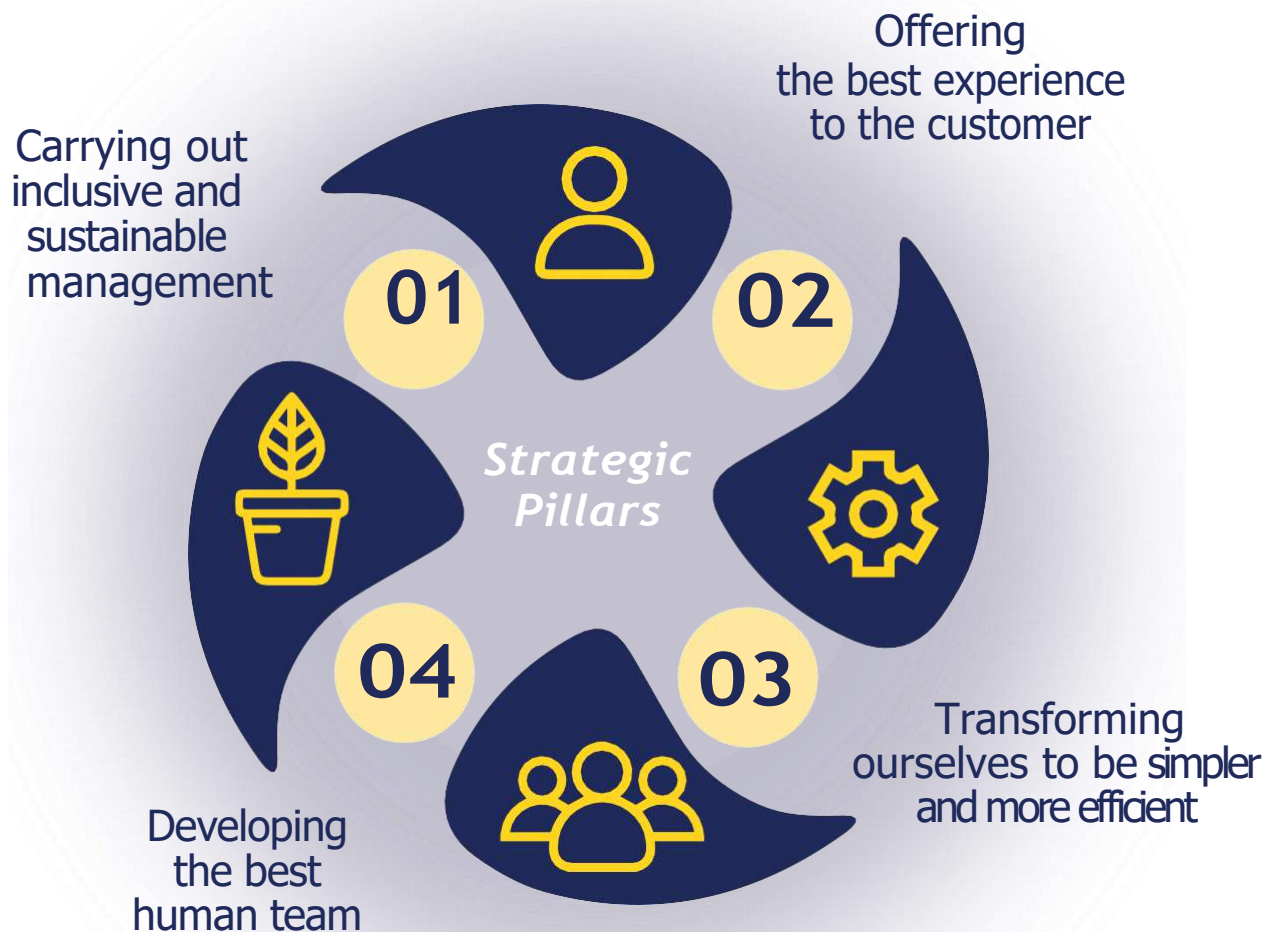 Offering
the best experience
to the customer
Carrying out
inclusive and
sustainable
management
01
02
Strategic
Pillars
04
03
Transforming
ourselves to be simpler
and more efficient
Developing
the best
human team